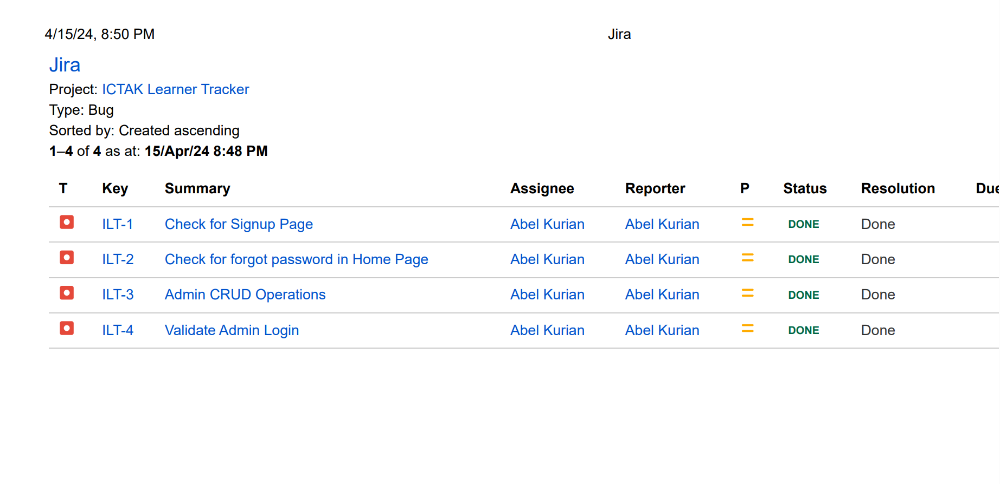 4/15/24, 8:50 PM Jira
Jira
Project: ICTAK Learner Tracker
Type: Bug
Sorted by: Created ascending
1–4 of 4 as at: 15/Apr/24 8:48 PM
T Key Summary Assignee Reporter P Status Resolution Due
ILT-1 Check for Signup Page Abel Kurian Abel Kurian DONE Done
ILT-2 Check for forgot password in Home Page Abel Kurian Abel Kurian DONE Done
ILT-3 Admin CRUD Operations Abel Kurian Abel Kurian DONE Done
ILT-4 Validate Admin Login Abel Kurian Abel Kurian DONE Done